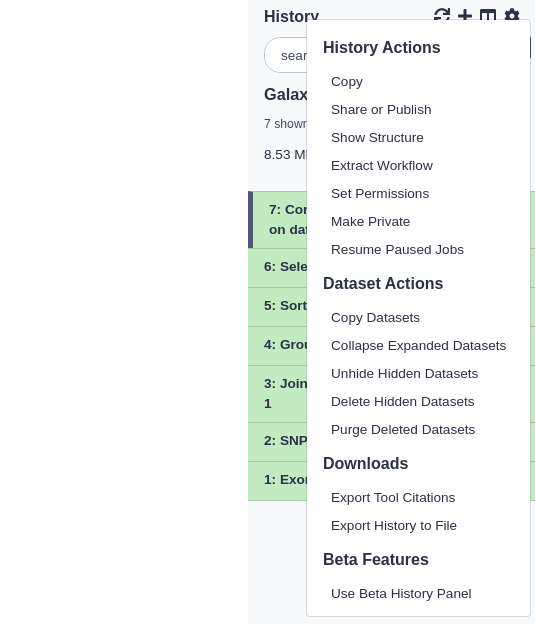 History
History Actions
sear
Copy
Galax
Share or Publish
7 shown
Show Structure
8.53 M
Extract Workflow
Set Permissions
7: Con
Make Private
on dat
Resume Paused Jobs
6: Sele
Dataset Actions
5: Sort
Copy Datasets
4: Grou
Collapse Expanded Datasets
Unhide Hidden Datasets
3: Join
Delete Hidden Datasets
1
Purge Deleted Datasets
2: SNP
Downloads
1: Exon
Export Tool Citations
Export History to File
Beta Features
Use Beta History Panel